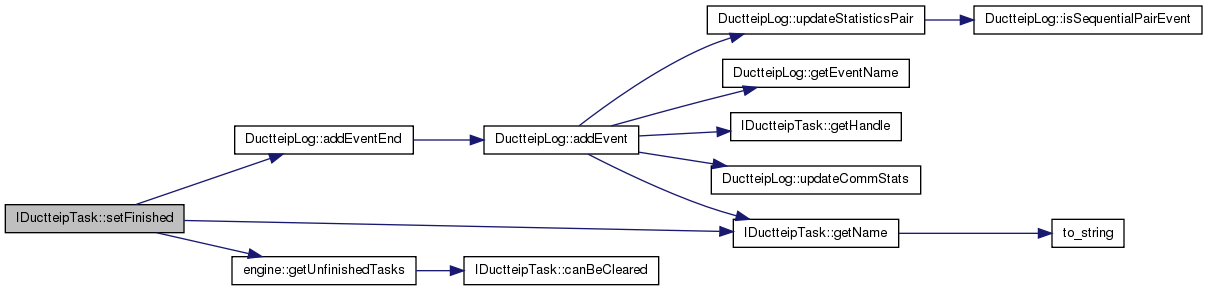 DuctteipLog::updateStatisticsPair
DuctteipLog::isSequentialPairEvent
DuctteipLog::getEventName
IDuctteipTask::getHandle
DuctteipLog::addEventEnd
DuctteipLog::addEvent
DuctteipLog::updateCommStats
IDuctteipTask::setFinished
IDuctteipTask::getName
to_string
engine::getUnfinishedTasks
IDuctteipTask::canBeCleared